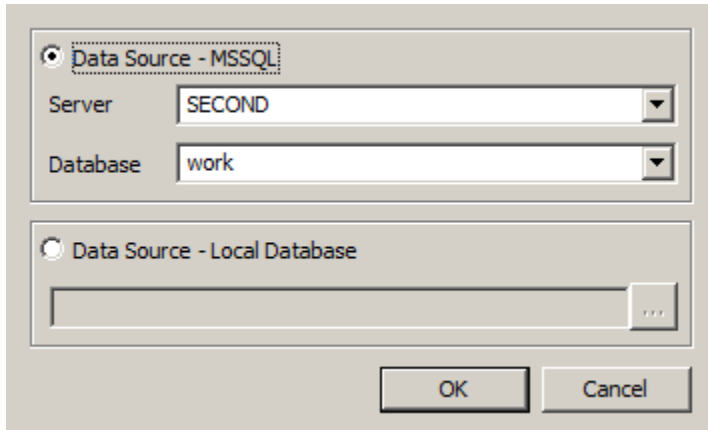 Data Source - MSSQL
Server SECOND
Database work
Data Source - Local Database
...
OK Cancel